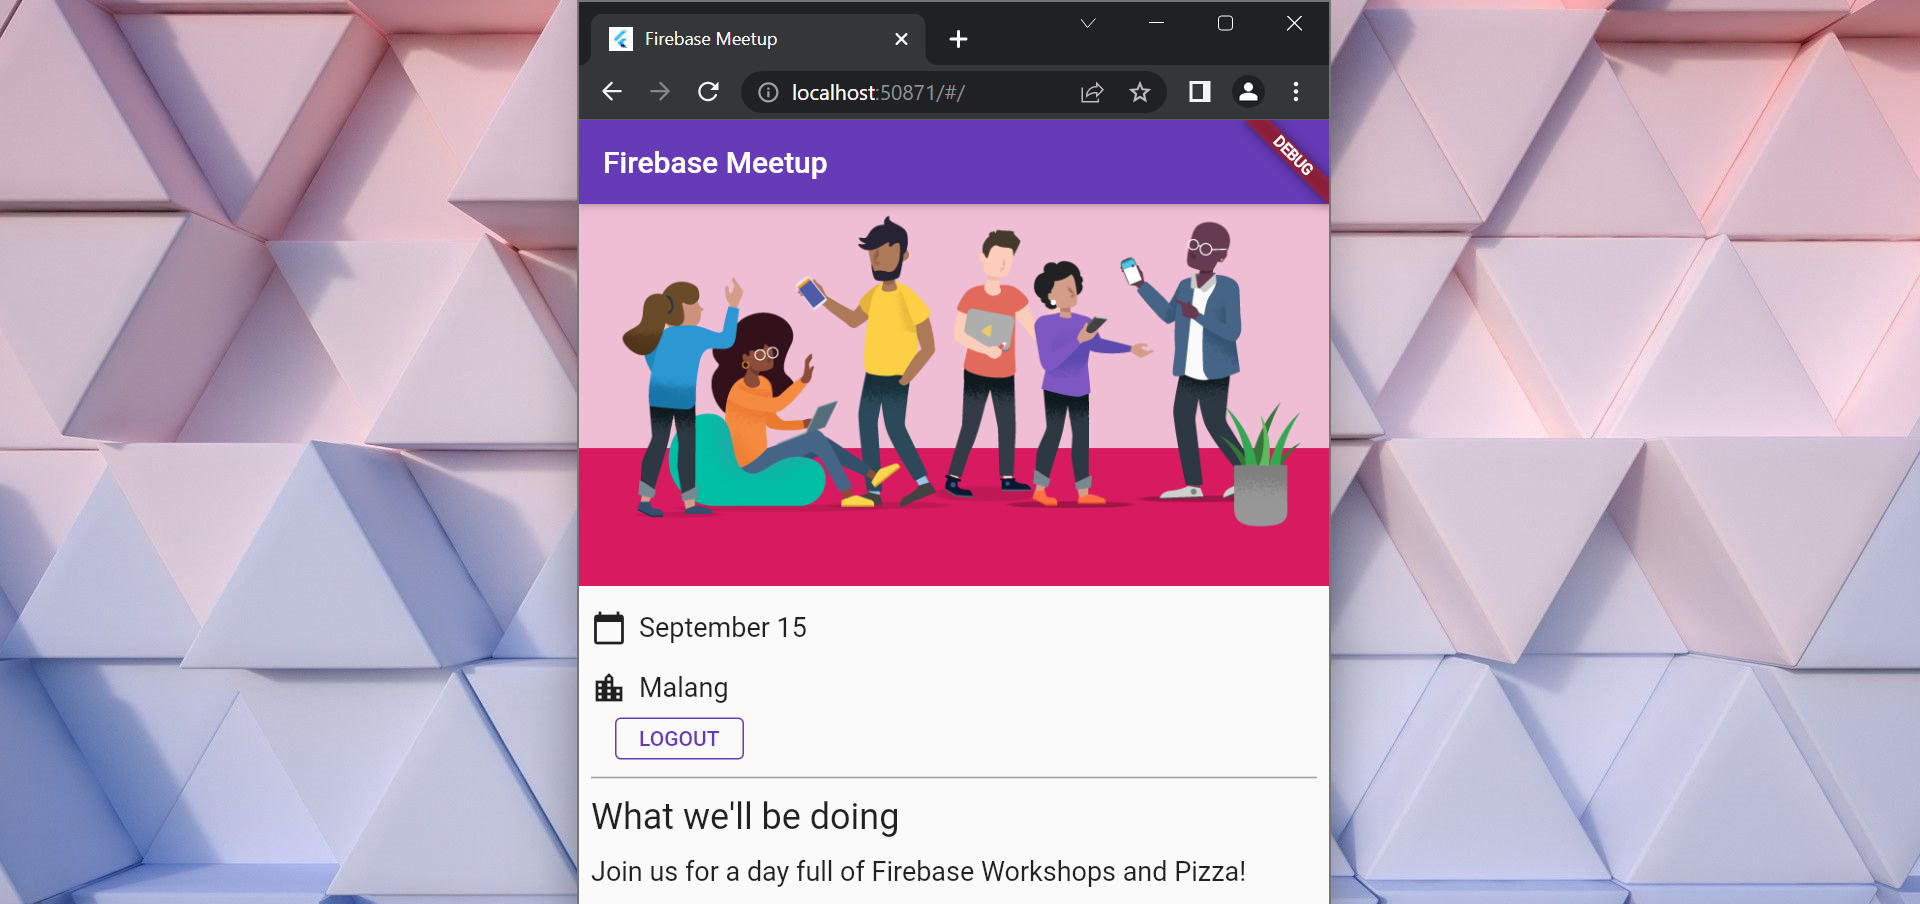 Firebase Meetup
localhost:50871/#/
Firebase Meetup
DEBUG
September 15
Malang
LOGOUT
What we'll be doing
Join us for a day full of Firebase Workshops and Pizza!